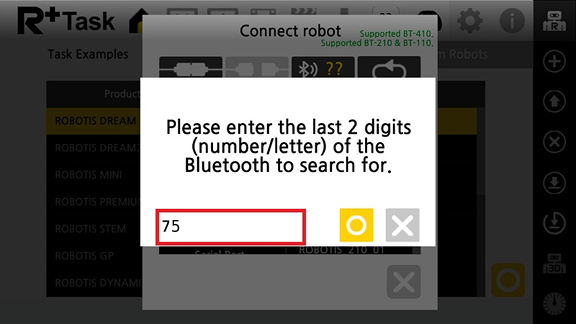 R+Task
Connect robot
Supported BT-410.
Supported BT-210 & BT-110.
Task Examples
Robots
??
Product
ROBOTIS DREAM
ROBOTIS DREAM2
ROBOTIS MINI
ROBOTIS PREMIUM
ROBOTIS STEM
ROBOTIS GP
ROBOTIS DYNAM
Please enter the last 2 digits
(number/letter) of the
Bluetooth to search for.
75
Serial Port
ROBOTIS_210_01
R
3D